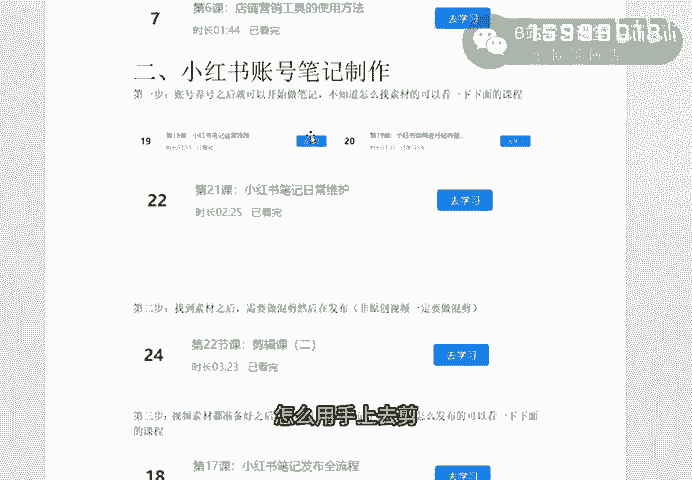 7
第6课：店铺营销工具的使用方法
时长01:44 已看完
去学习
二、小红书账号笔记制作
第一步：账号养号之后就可以开始做笔记，不知道怎么找素材的可以看一下下面的课程
19
20
22
第21课：小红书笔记日常维护
时长02:25 已看完
去学习
第二步：找到素材之后，需要做混剪然后在发布（非原创视频一定要做混剪）
24
第22节课：剪辑课（二）
时长03:23 已看完
去学习
第三步：视频素材都准备好之后
怎么发布的可以看一下下面
的课程
怎么用手上去剪
18
第17课：小红书笔记发布全流程
去学习